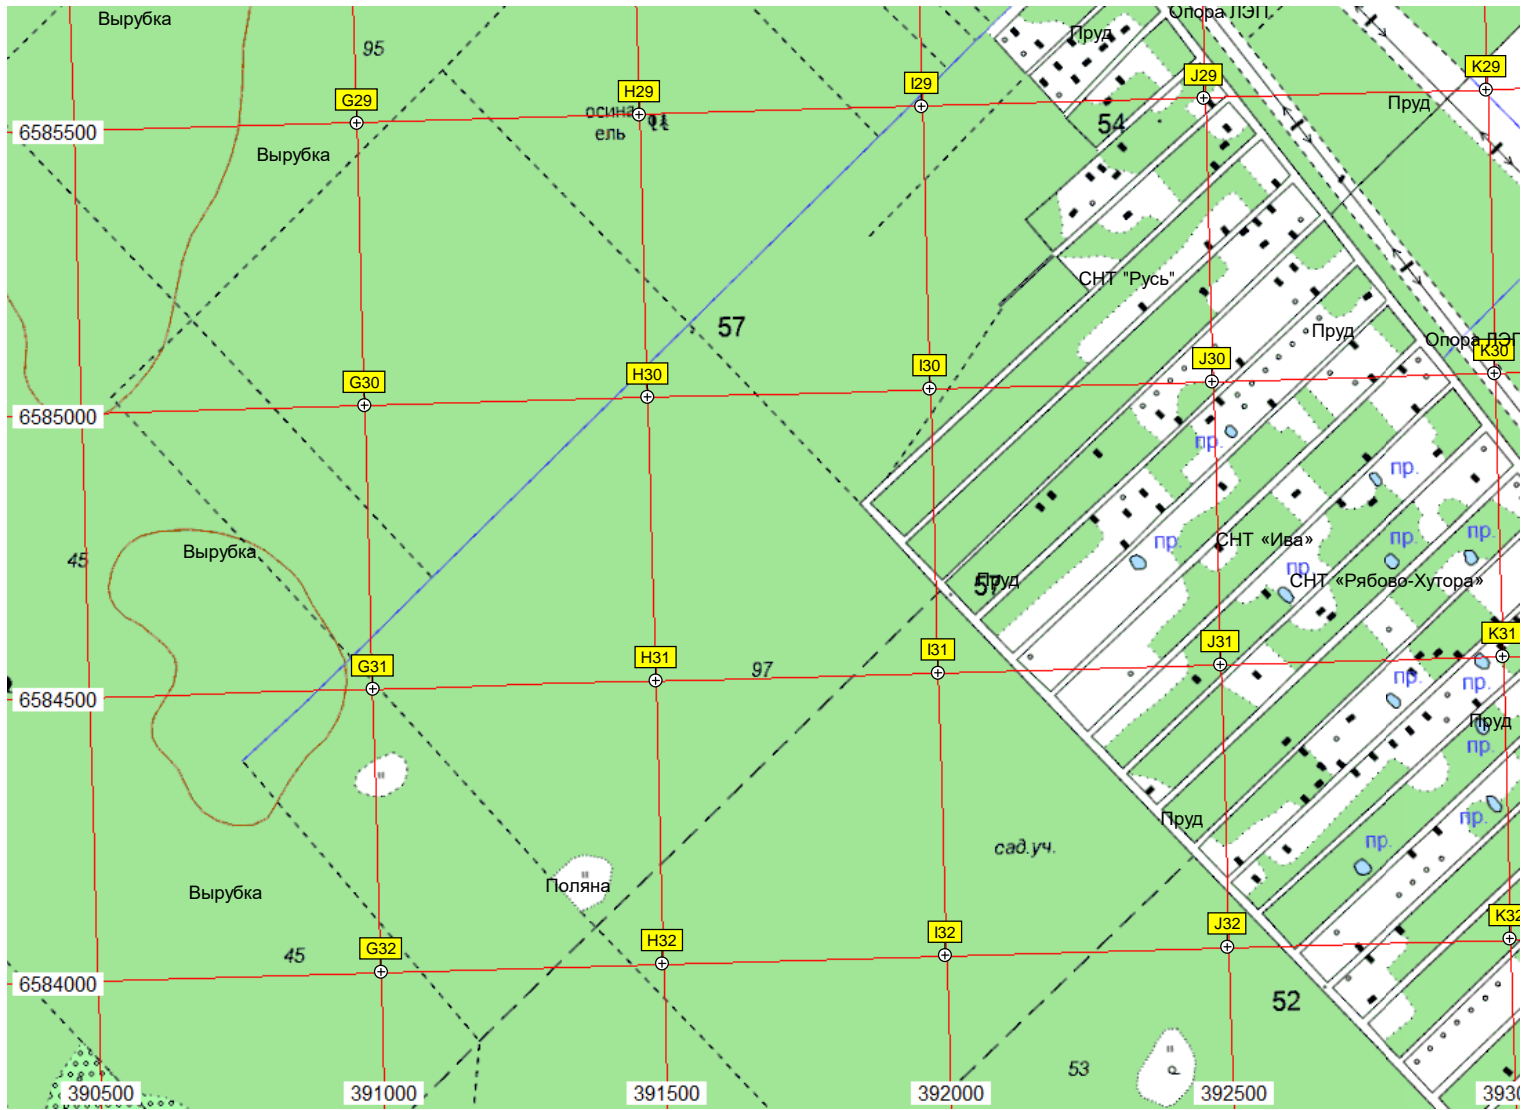 Вырубка
Опора ЛЭП
Пруд
95
K29
J29
I29
H29
G29
Пруд
осина
54
6585500
ель
Вырубка
СНТ "Русь"
57
Пруд
Опора ЛЭП
K30
J30
I30
H30
G30
6585000
пр.
пр.
Вырубка
45
пр.
СНТ «Ива»
пр.
пр.
пр.
57
Пруд
СНТ «Рябово-Хутора»
K31
J31
I31
H31
G31
97
пр.
пр.
6584500
Пруд
пр.
Пруд
пр.
пр.
сад.уч.
Поляна
Вырубка
K32
J32
I32
H32
G32
45
6584000
52
53
390500
391000
391500
392000
392500
3930